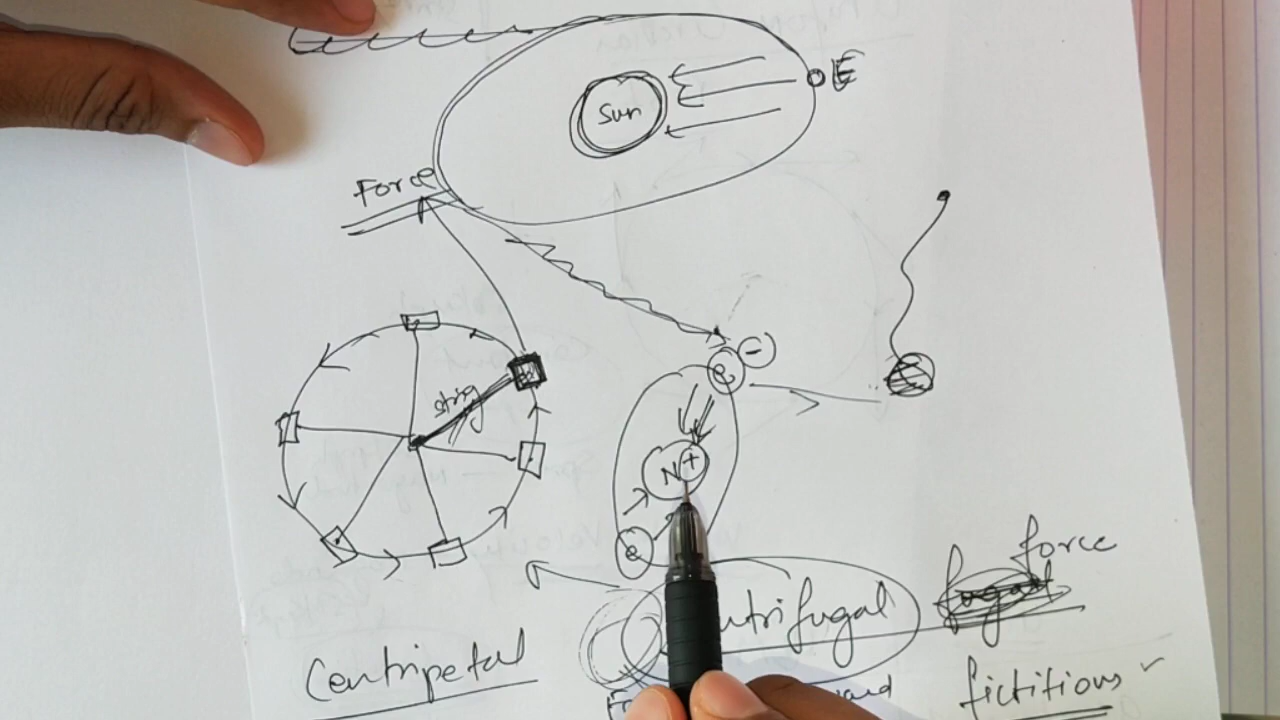 Sun
E
Force
string
e −
N +
e
force
Centrifugal
Centripetal
fictitious